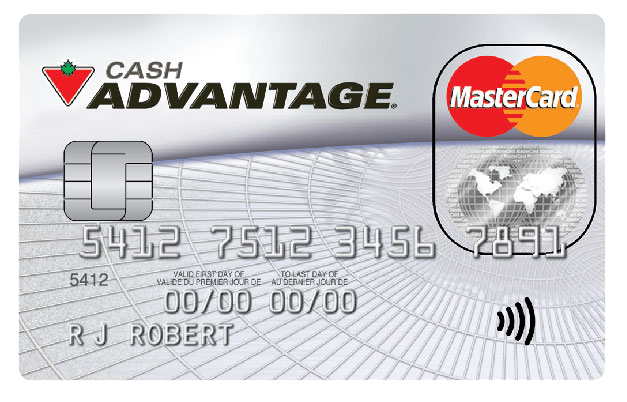 CASH
ADVANTAGE®
MasterCard
5412 7512 3456 7891
5412
VALID FIRST DAY OF TO LAST DAY OF
VALIDE DU PREMIER JOUR DE AU DERNIER JOUR DE
00/00 00/00
R J ROBERT